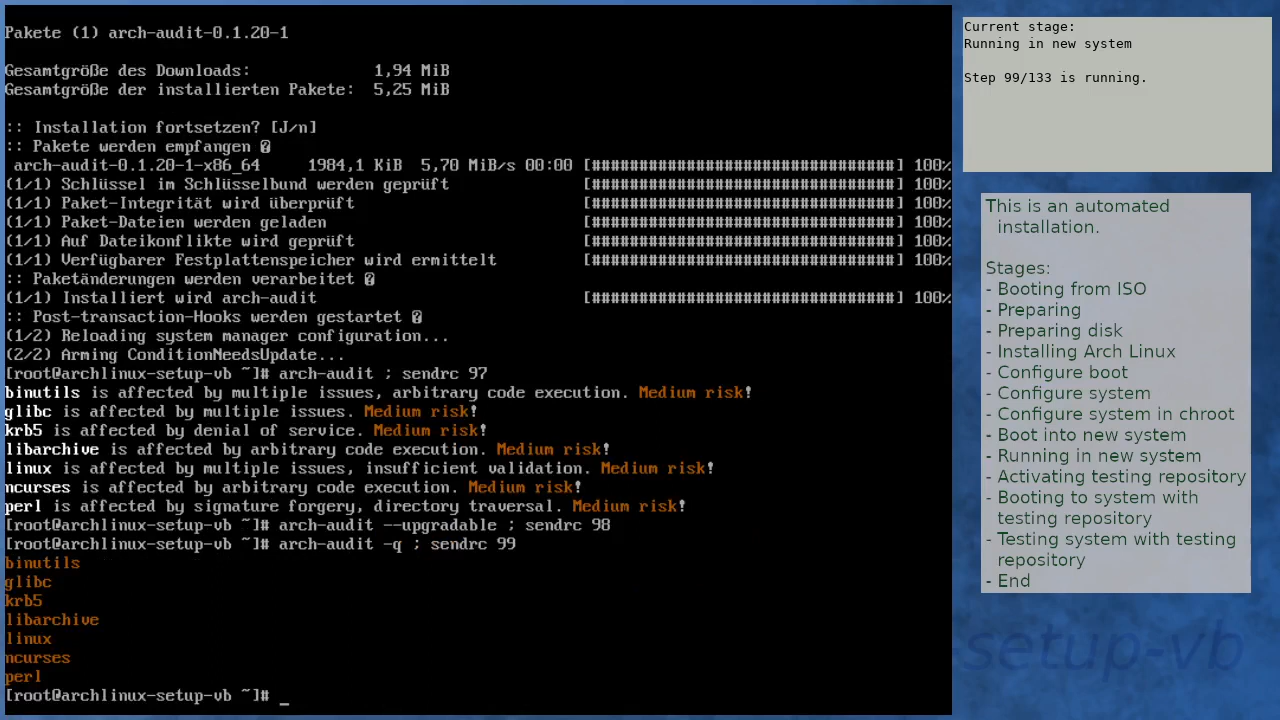 Pakete (1) arch-audit-0.1.20-1
Gesamtgröße des Downloads: 1,94 MiB
Gesamtgröße der installierten Pakete: 5,25 MiB
:: Installation fortsetzen? [J/n]
:: Pakete werden empfangen �
arch-audit-0.1.20-1-x86_64 1984,1 KiB 5,70 MiB/s 00:00 [################################] 100%
(1/1) Schlüssel im Schlüsselbund werden geprüft [################################] 100%
(1/1) Paket-Integrität wird überprüft [################################] 100%
(1/1) Paket-Dateien werden geladen [################################] 100%
(1/1) Auf Dateikonflikte wird geprüft [################################] 100%
(1/1) Verfügbarer Festplattenspeicher wird ermittelt [################################] 100%
:: Paketänderungen werden verarbeitet �
(1/1) Installiert wird arch-audit [################################] 100%
:: Post-transaction-Hooks werden gestartet �
(1/2) Reloading system manager configuration...
(2/2) Arming ConditionNeedsUpdate...
[root@archlinux-setup-vb ~]# arch-audit ; sendrc 97
binutils is affected by multiple issues, arbitrary code execution. Medium risk!
glibc is affected by multiple issues. Medium risk!
krb5 is affected by denial of service. Medium risk!
libarchive is affected by arbitrary code execution. Medium risk!
linux is affected by multiple issues, insufficient validation. Medium risk!
ncurses is affected by arbitrary code execution. Medium risk!
perl is affected by signature forgery, directory traversal. Medium risk!
[root@archlinux-setup-vb ~]# arch-audit --upgradable ; sendrc 98
[root@archlinux-setup-vb ~]# arch-audit -q ; sendrc 99
binutils
glibc
krb5
libarchive
linux
ncurses
perl
[root@archlinux-setup-vb ~]# _
Current stage:
Running in new system
Step 99/133 is running.
This is an automated
installation.
Stages:
- Booting from ISO
- Preparing
- Preparing disk
- Installing Arch Linux
- Configure boot
- Configure system
- Configure system in chroot
- Boot into new system
- Running in new system
- Activating testing repository
- Booting to system with
testing repository
- Testing system with testing
repository
- End
-setup-vb